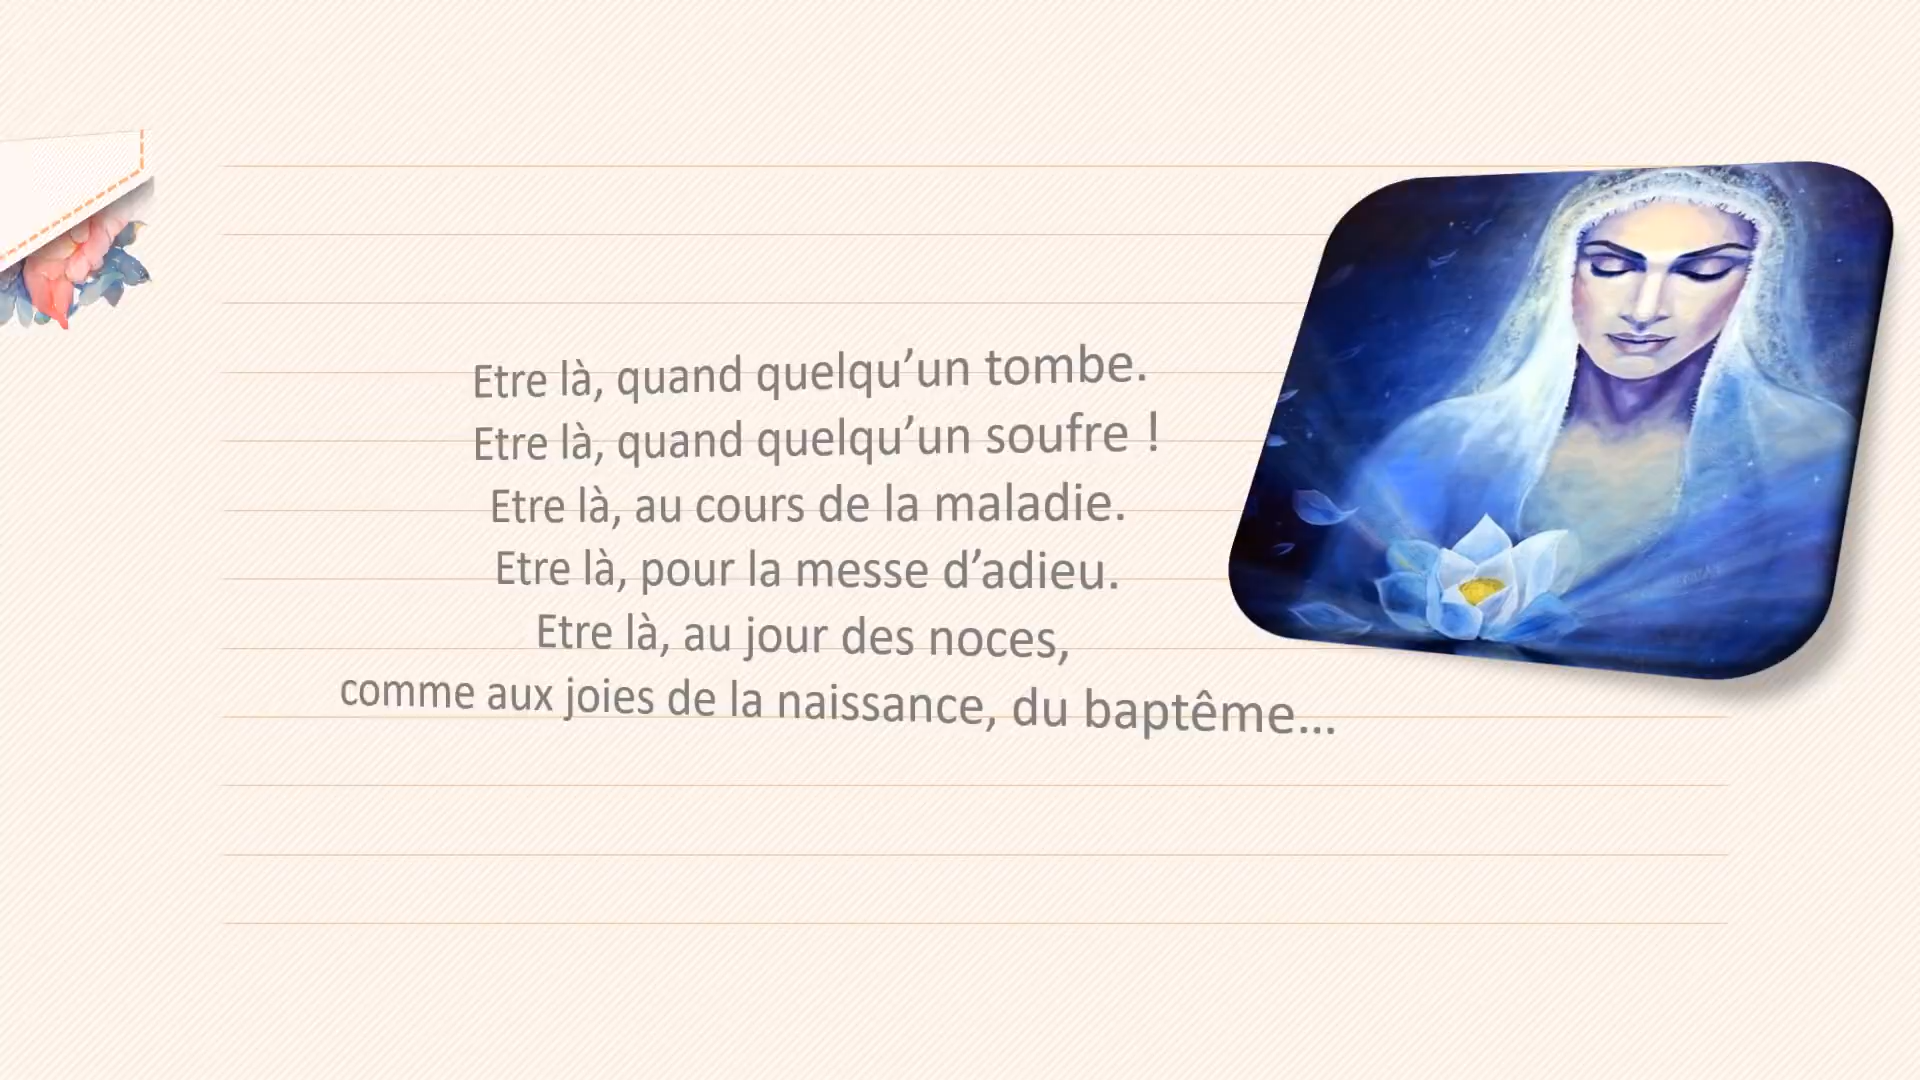 Etre là, quand quelqu’un tombe.
Etre là, quand quelqu’un soufre !
Etre là, au cours de la maladie.
Etre là, pour la messe d’adieu.
Etre là, au jour des noces,
comme aux joies de la naissance, du baptême...